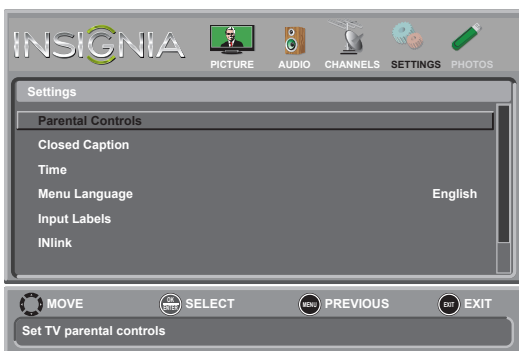 INSIGNIA
PICTURE AUDIO CHANNELS SETTINGS PHOTOS
Settings
Parental Controls
Closed Caption
Time
Menu Language English
Input Labels
INlink
MOVE OK ENTER SELECT MENU PREVIOUS EXIT EXIT
Set TV parental controls